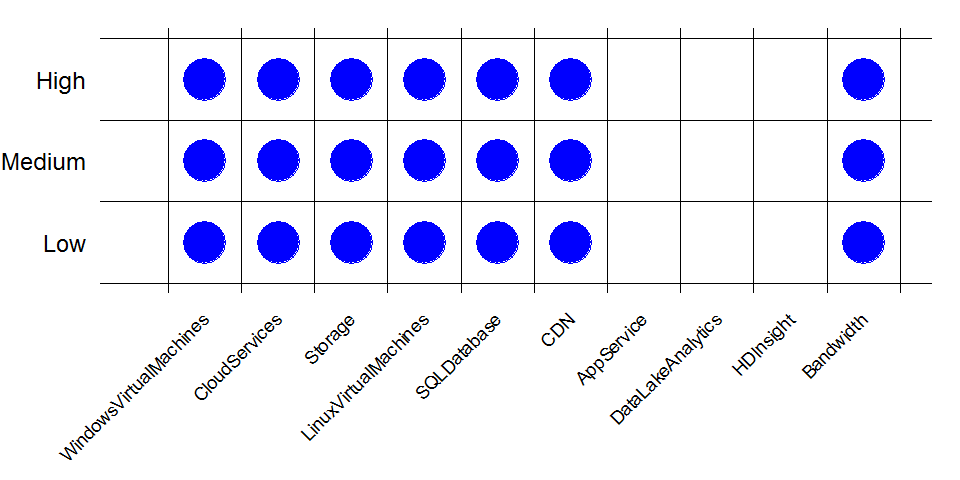 High
Medium
Low
WindowsVirtualMachines
CloudServices
Storage
LinuxVirtualMachines
SQLDatabase
CDN
AppService
DataLakeAnalytics
HDInsight
Bandwidth